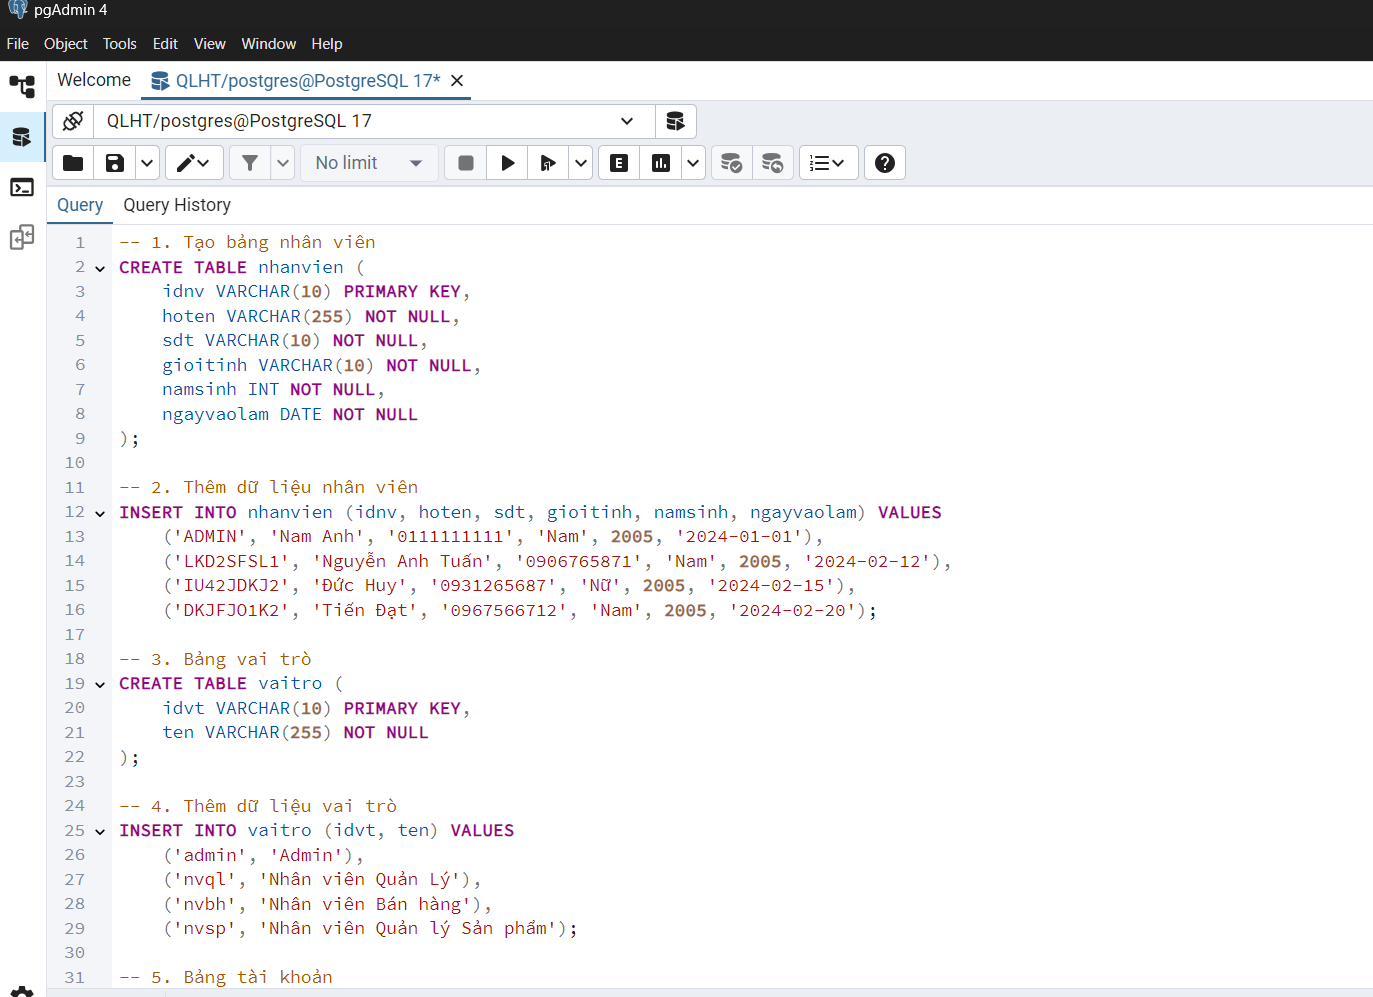 pgAdmin 4
File Object Tools Edit View Window Help
Welcome QLHT/postgres@PostgreSQL 17*
QLHT/postgres@PostgreSQL 17
No limit
E
Query Query History
1 -- 1. Tạo bảng nhân viên
2 CREATE TABLE nhanvien (
3 idnv VARCHAR(10) PRIMARY KEY,
4 hoten VARCHAR(255) NOT NULL,
5 sdt VARCHAR(10) NOT NULL,
6 gioitinh VARCHAR(10) NOT NULL,
7 namsinh INT NOT NULL,
8 ngayvaolam DATE NOT NULL
9 );
10
11 -- 2. Thêm dữ liệu nhân viên
12 INSERT INTO nhanvien (idnv, hoten, sdt, gioitinh, namsinh, ngayvaolam) VALUES
13 ('ADMIN', 'Nam Anh', '0111111111', 'Nam', 2005, '2024-01-01'),
14 ('LKD2SFSL1', 'Nguyễn Anh Tuấn', '0906765871', 'Nam', 2005, '2024-02-12'),
15 ('IU42JDKJ2', 'Đức Huy', '0931265687', 'Nữ', 2005, '2024-02-15'),
16 ('DKJFJO1K2', 'Tiến Đạt', '0967566712', 'Nam', 2005, '2024-02-20');
17
18 -- 3. Bảng vai trò
19 CREATE TABLE vaitro (
20 idvt VARCHAR(10) PRIMARY KEY,
21 ten VARCHAR(255) NOT NULL
22 );
23
24 -- 4. Thêm dữ liệu vai trò
25 INSERT INTO vaitro (idvt, ten) VALUES
26 ('admin', 'Admin'),
27 ('nvql', 'Nhân viên Quản Lý'),
28 ('nvbh', 'Nhân viên Bán hàng'),
29 ('nvsp', 'Nhân viên Quản lý Sản phẩm');
30
31 -- 5. Bảng tài khoản